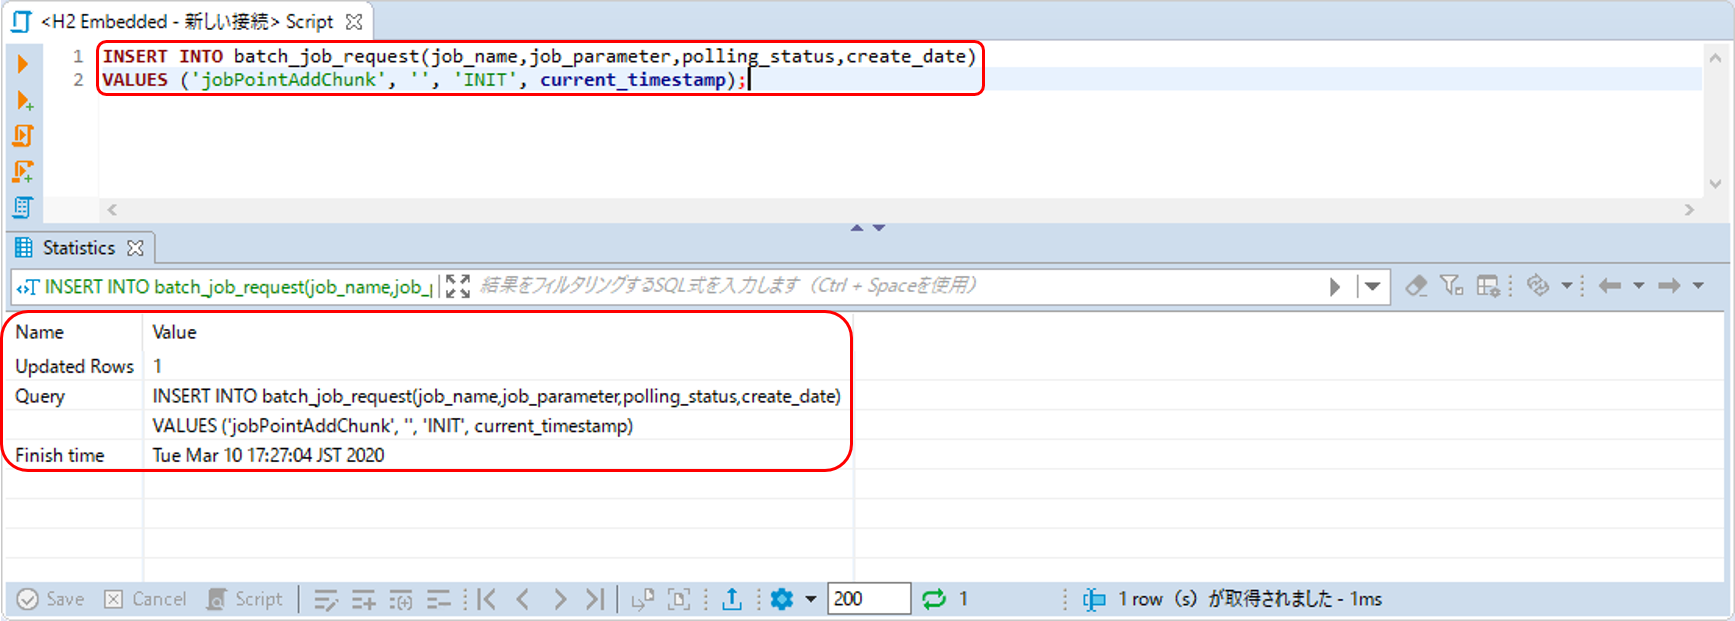 <H2 Embedded - 新しい接続> Script
1 INSERT INTO batch_job_request(job_name,job_parameter,polling_status,create_date)
2 VALUES ('jobPointAddChunk', '', 'INIT', current_timestamp);
Statistics
INSERT INTO batch_job_request(job_name,job_p 結果をフィルタリングするSQL式を入力します (Ctrl + Spaceを使用)
Name Value
Updated Rows 1
Query INSERT INTO batch_job_request(job_name,job_parameter,polling_status,create_date)
VALUES ('jobPointAddChunk', '', 'INIT', current_timestamp)
Finish time Tue Mar 10 17:27:04 JST 2020
Save Cancel Script 200 1 1 row (s) が取得されました - 1ms